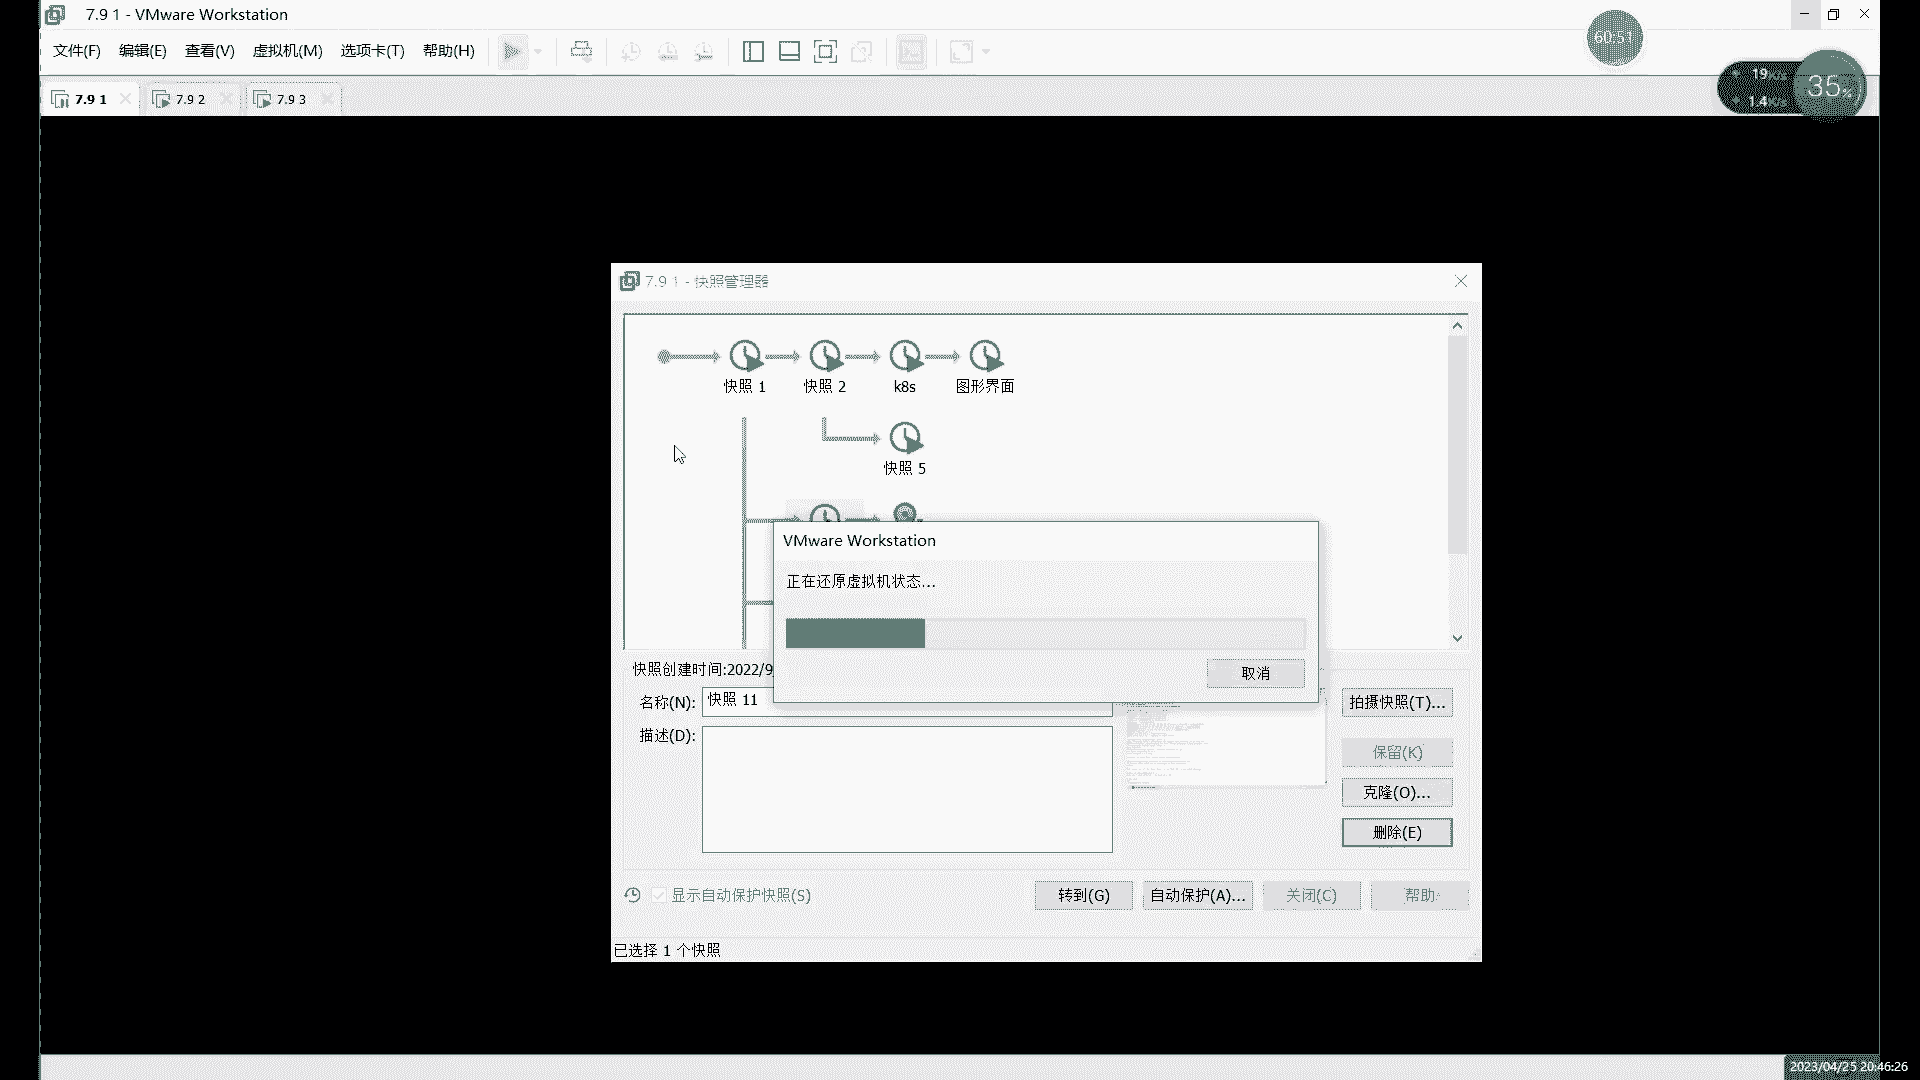 7.9 1 - VMware Workstation
文件(F) 编辑(E) 查看(V) 虚拟机(M) 选项卡(T) 帮助(H)
60:51
19K/s
35%
1.4K/s
7.9 1
7.9 2
7.9 3
7.9 1 - 快照管理器
快照 1
快照 2
k8s
图形界面
快照 5
VMware Workstation
正在还原虚拟机状态...
取消
快照创建时间:2022/9
名称(N): 快照 11
描述(D):
拍摄快照(T)...
保留(K)
克隆(O)...
删除(E)
显示自动保护快照(S)
转到(G)
自动保护(A)...
关闭(C)
帮助
已选择 1 个快照
2023/04/25 20:46:26